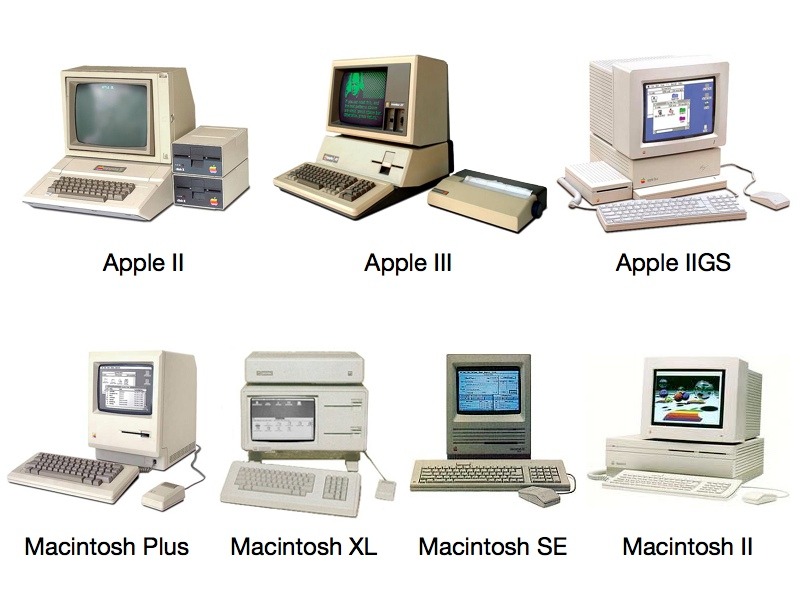 Apple II
Apple III
Apple IIGS
Macintosh Plus
Macintosh XL
Macintosh SE
Macintosh II